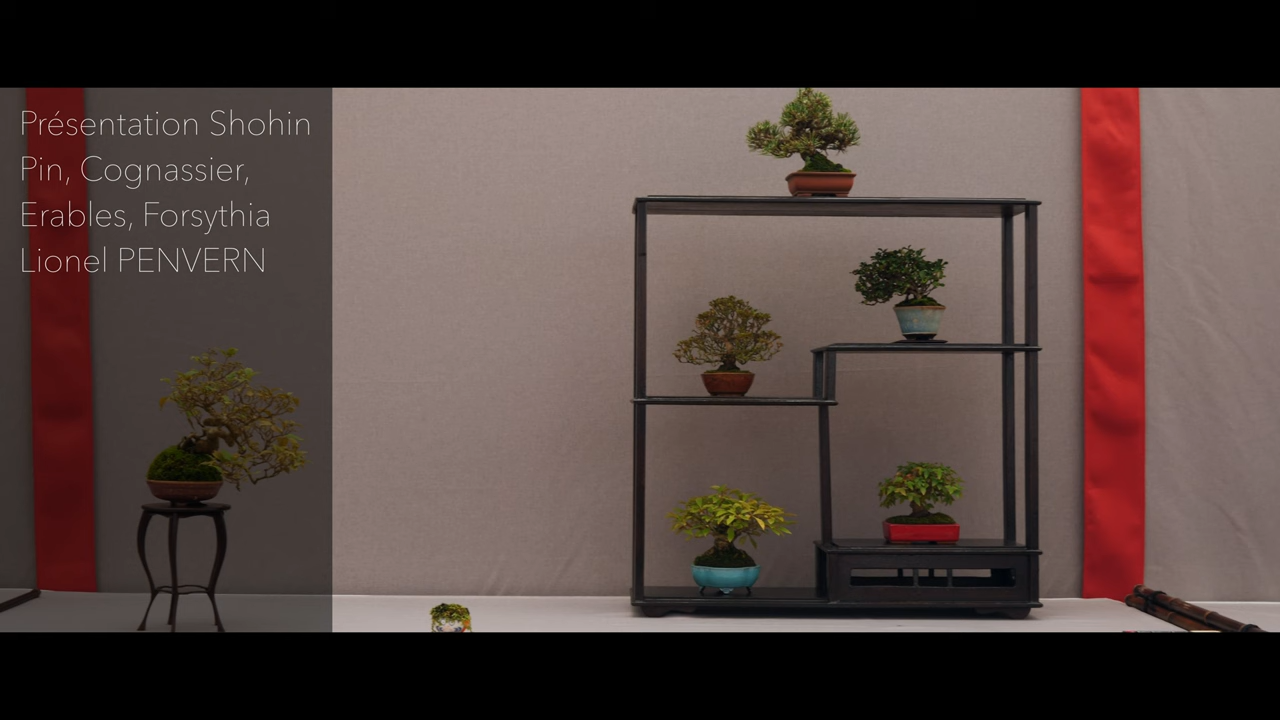 Présentation Shohin
Pin, Cognassier,
Erables, Forsythia
Lionel PENVERN